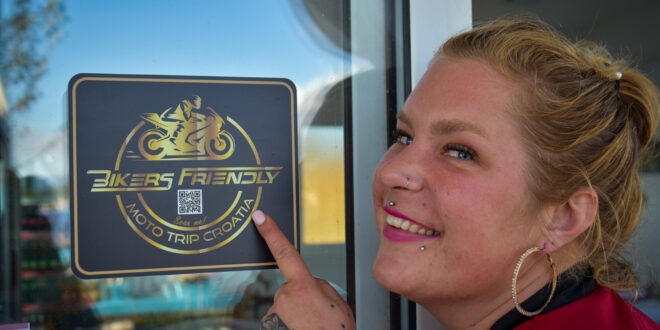 BIKERS FRIENDLY
Scan me!
MOTO TRIP CROATIA